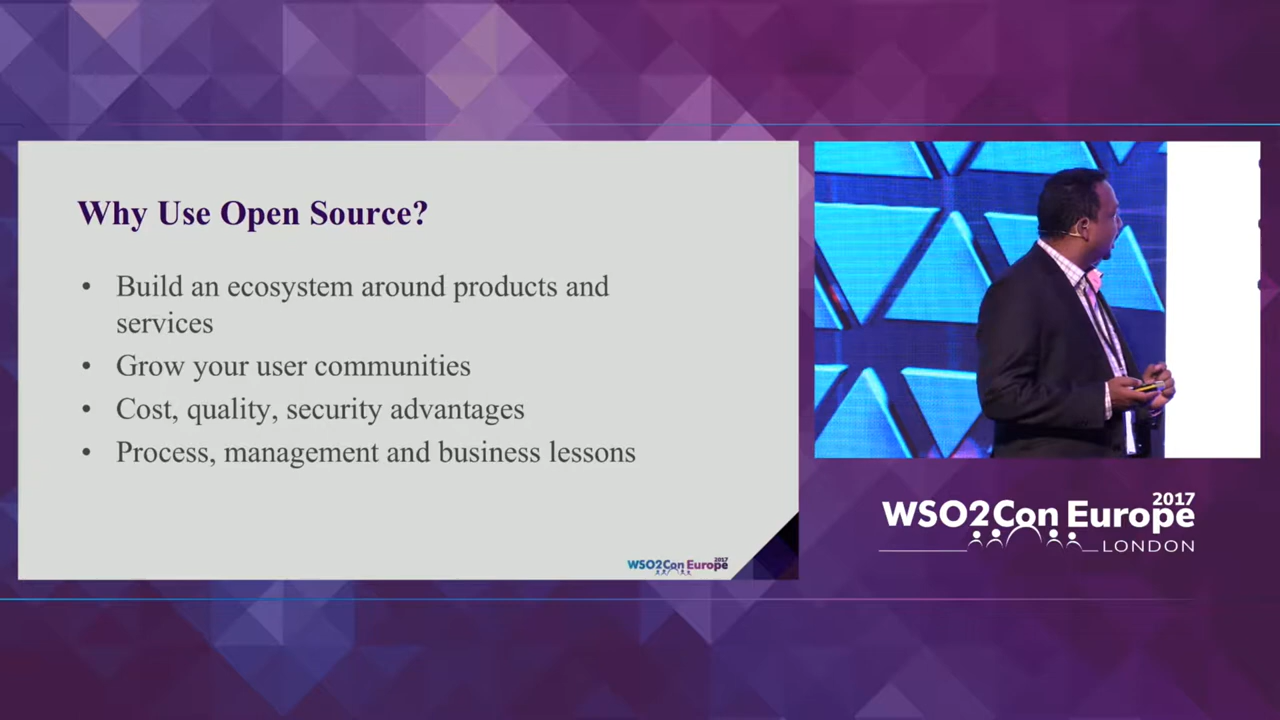 Why Use Open Source?
• Build an ecosystem around products and
services
• Grow your user communities
• Cost, quality, security advantages
• Process, management and business lessons
WSO2Con Europe 2017
WSO2Con Europe 2017
LONDON